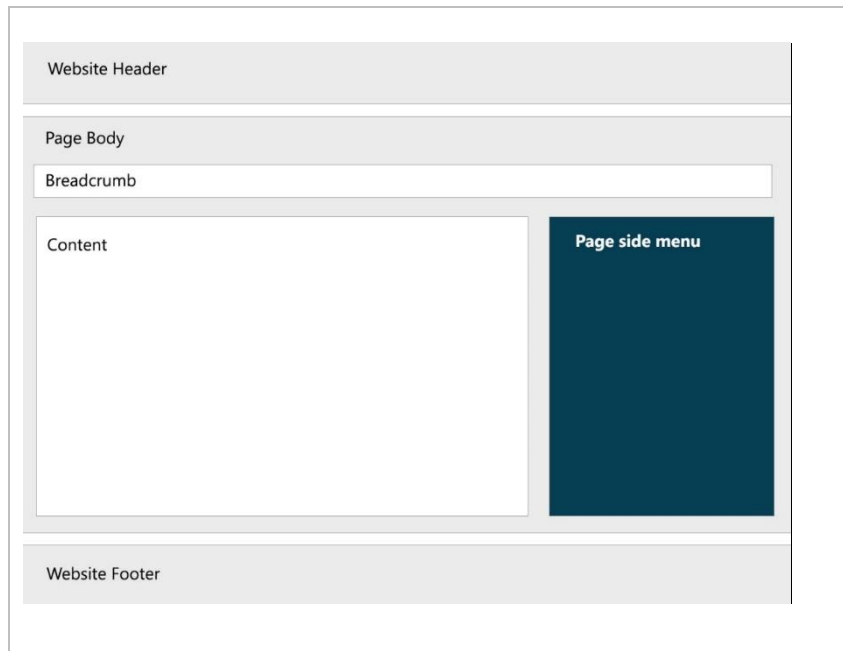 Website Header
Page Body
Breadcrumb
Content
Page side menu
Website Footer